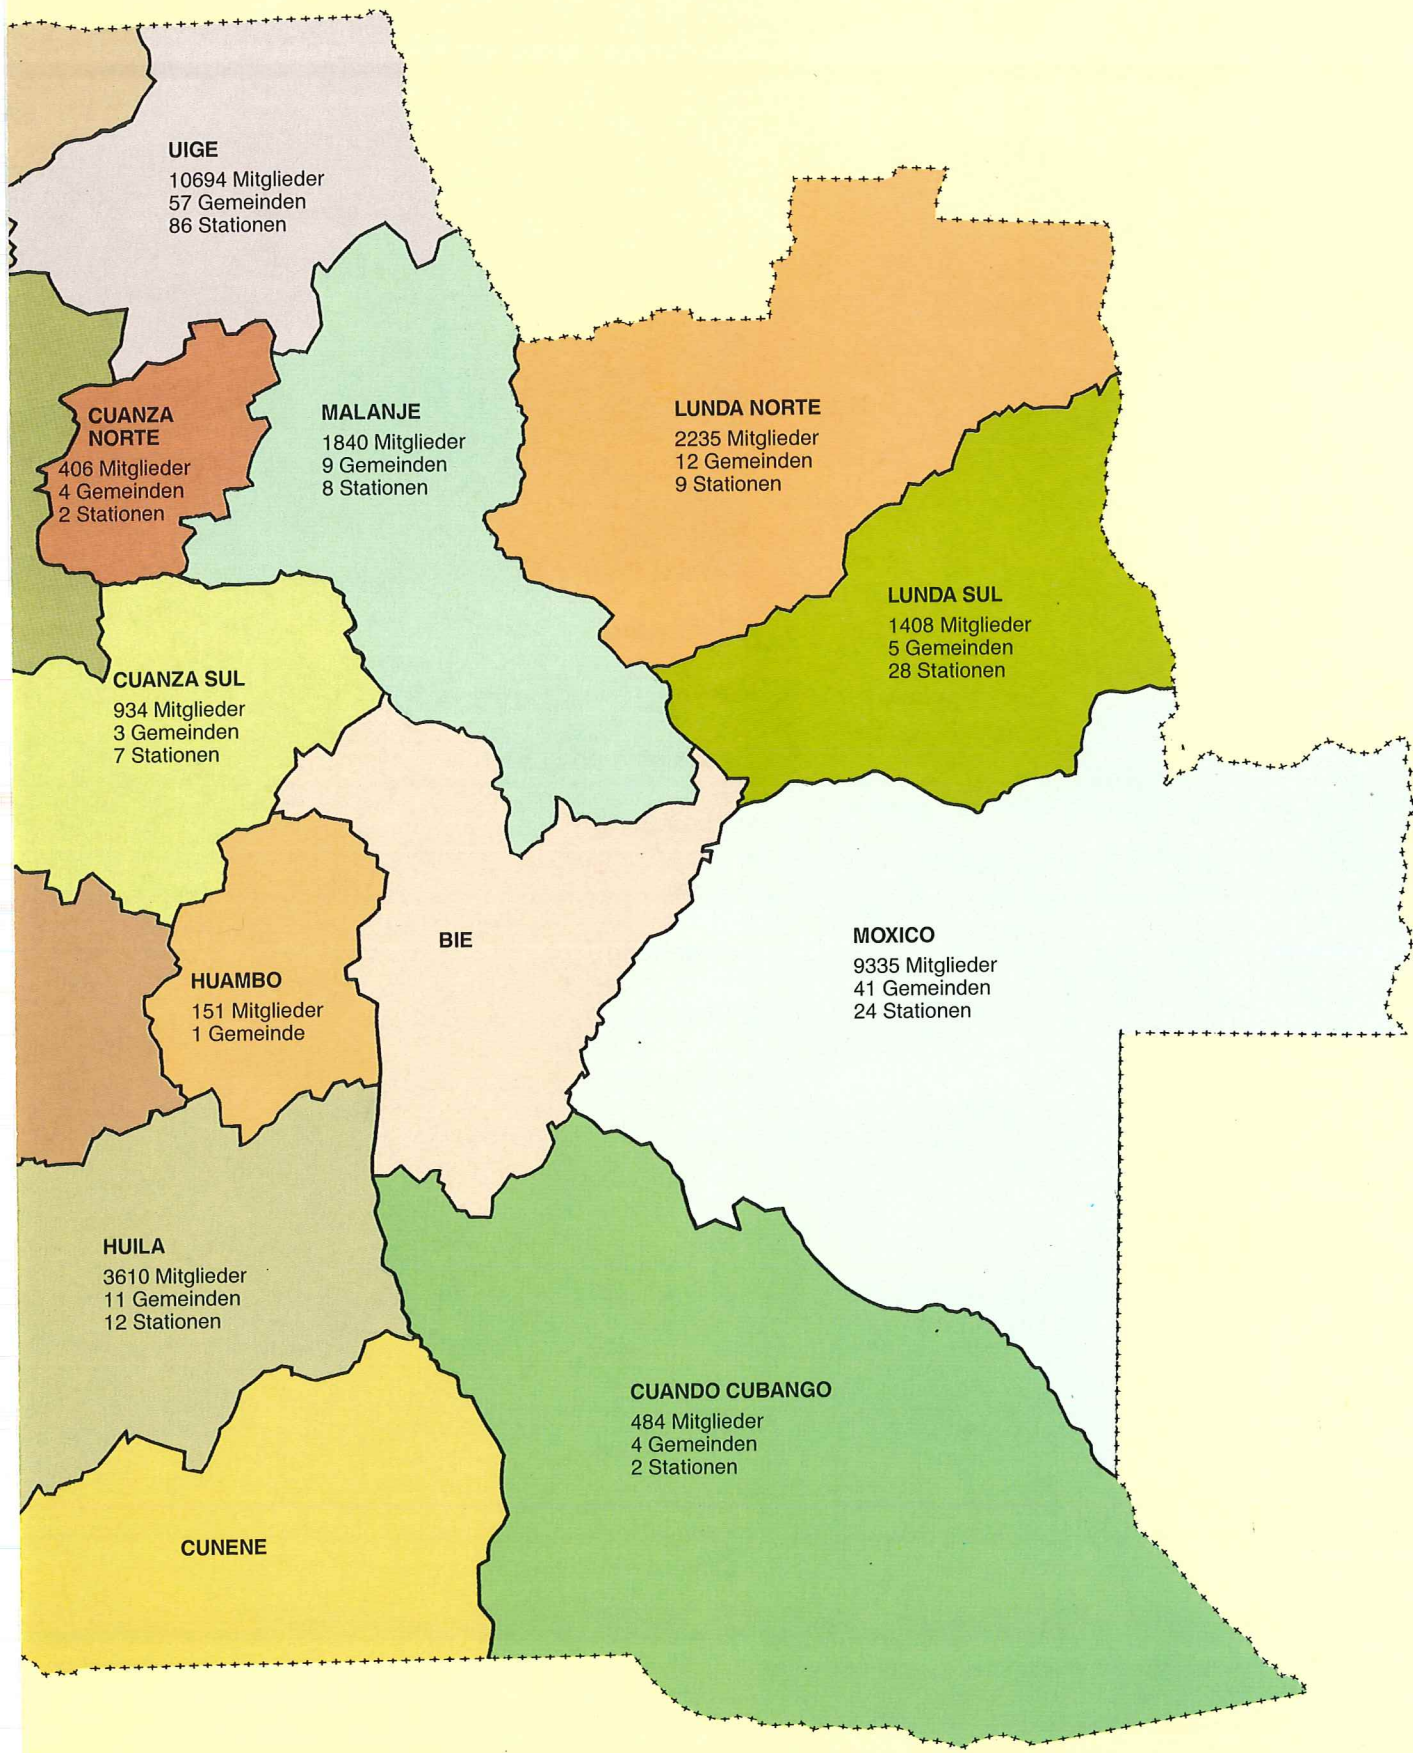 UIGE
10694 Mitglieder
57 Gemeinden
86 Stationen
CUANZA
NORTE
406 Mitglieder
4 Gemeinden
2 Stationen
MALANJE
1840 Mitglieder
9 Gemeinden
8 Stationen
LUNDA NORTE
2235 Mitglieder
12 Gemeinden
9 Stationen
LUNDA SUL
1408 Mitglieder
5 Gemeinden
28 Stationen
CUANZA SUL
934 Mitglieder
3 Gemeinden
7 Stationen
BIE
MOXICO
9335 Mitglieder
41 Gemeinden
24 Stationen
HUAMBO
151 Mitglieder
1 Gemeinde
HUILA
3610 Mitglieder
11 Gemeinden
12 Stationen
CUANDO CUBANGO
484 Mitglieder
4 Gemeinden
2 Stationen
CUNENE